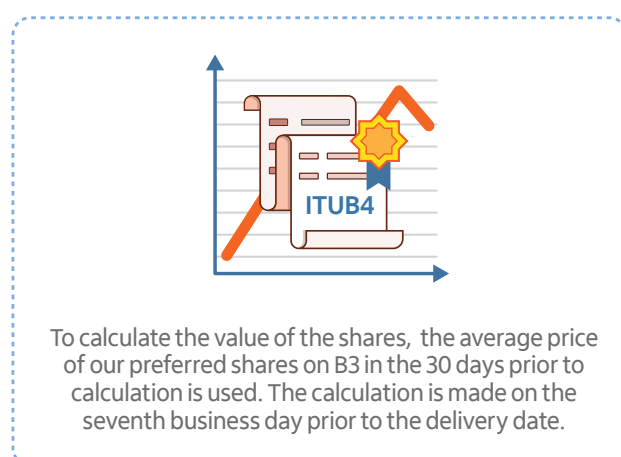 ITUB4
To calculate the value of the shares, the average price
of our preferred shares on B3 in the 30 days prior to
calculation is used. The calculation is made on the
seventh business day prior to the delivery date.